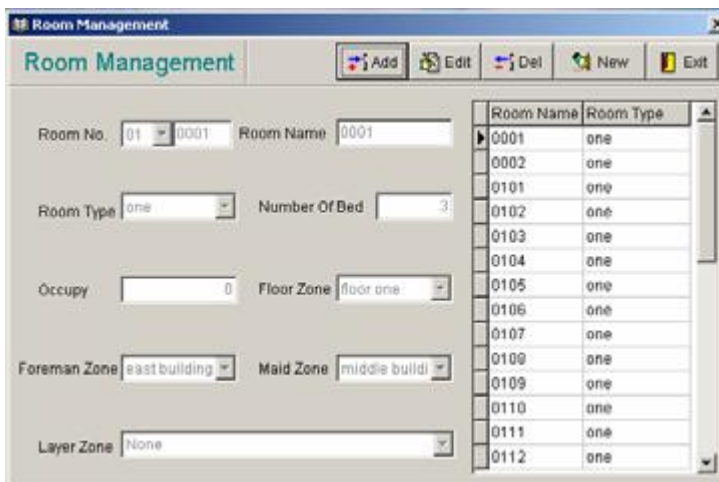 Room Management
Room Management Add Edit Del New Exit
Room Name Room Type
Room No. 01 0001 Room Name 0001
0001 one
0002 one
0101 one
Room Type one Number Of Bed 3
0102 one
0103 one
0104 one
Occupy 0 Floor Zone floor one
0105 one
0106 one
0107 one
Foreman Zone east building Maid Zone middle buildi
0108 one
0109 one
0110 one
Layer Zone None
0111 one
0112 one